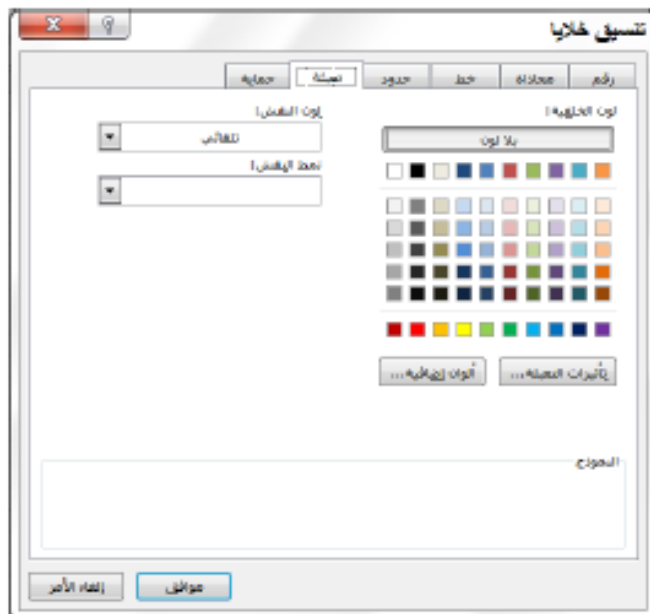 تنسيق خلايا
رقم
محاذاة
خط
حدود
تعبئة
حماية
لون الخلفية:
بلا لون
لون النقش:
تلقائي
نمط النقش:
تأثيرات التعبئة...
ألوان إضافية...
النموذج
موافق
إلغاء الأمر